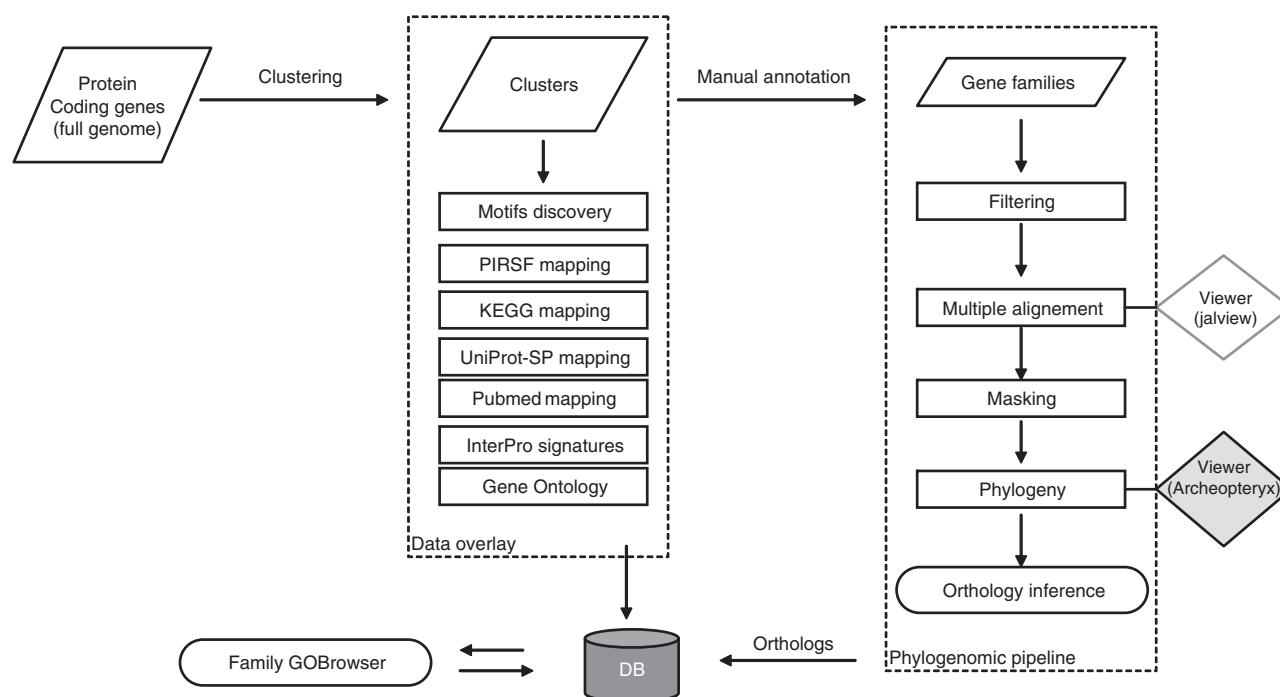 Protein
Coding genes
(full genome)
Clustering
Clusters
Motifs discovery
PIRSF mapping
KEGG mapping
UniProt-SP mapping
Pubmed mapping
InterPro signatures
Gene Ontology
Data overlay
Manual annotation
Gene families
Filtering
Multiple alignement
Viewer
(jalview)
Masking
Phylogeny
Viewer
(Archeopteryx)
Orthology inference
Phylogenomic pipeline
Orthologs
DB
Family GOBrowser